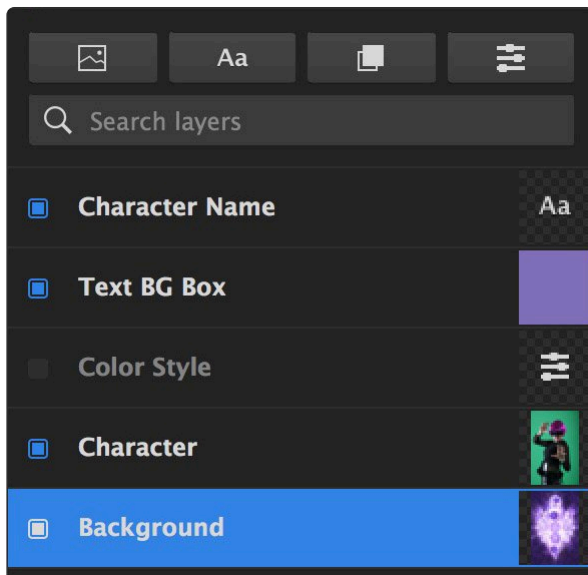 Aa
Search layers
Character Name
Aa
Text BG Box
Color Style
Character
Background